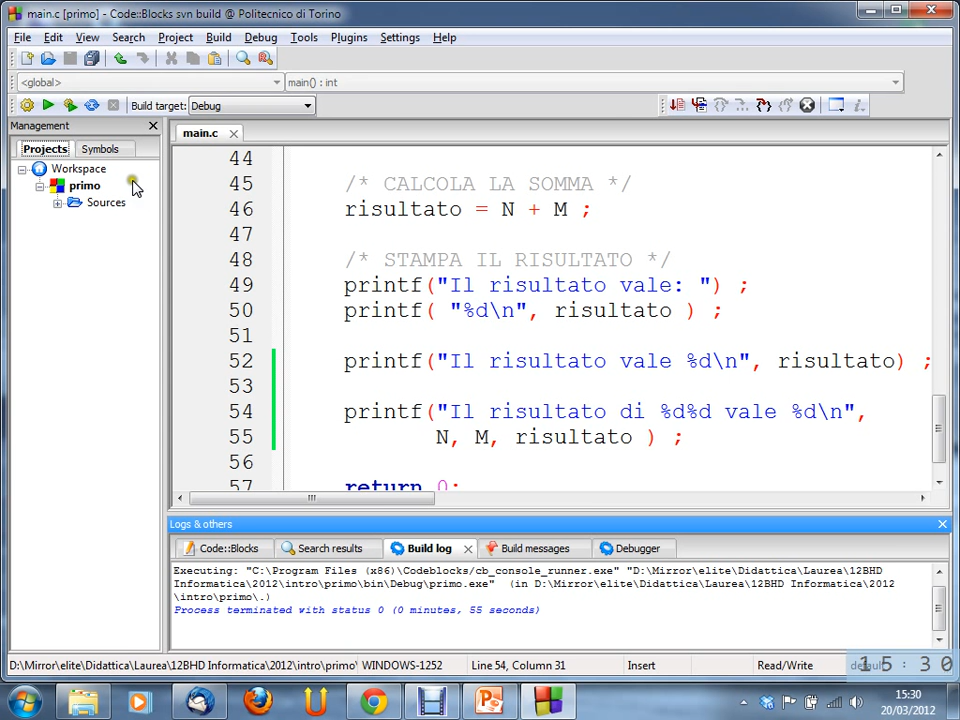 main.c [primo] - Code::Blocks svn build @ Politecnico di Torino
File Edit View Search Project Build Debug Tools Plugins Settings Help
<global> main() : int
Build target: Debug
Management
main.c
Projects Symbols
Workspace
primo
Sources
44
45 /* CALCOLA LA SOMMA */
46 risultato = N + M ;
47
48 /* STAMPA IL RISULTATO */
49 printf("Il risultato vale: ") ;
50 printf( "%d\n", risultato ) ;
51
52 printf("Il risultato vale %d\n", risultato) ;
53
54 printf("Il risultato di %d%d vale %d\n",
55 N, M, risultato ) ;
56
57 return 0;
Logs & others
Code::Blocks Search results Build log Build messages Debugger
Executing: "C:\Program Files (x86)\Codeblocks/cb_console_runner.exe" "D:\Mirror\elite\Didattica\Laurea\12BHD
Informatica\2012\intro\primo\bin\Debug\primo.exe" (in D:\Mirror\elite\Didattica\Laurea\12BHD Informatica\2012
\intro\primo\.)
Process terminated with status 0 (0 minutes, 55 seconds)
D:\Mirror\elite\Didattica\Laurea\12BHD Informatica\2012\intro\primo\ WINDOWS-1252 Line 54, Column 31 Insert Read/Write default
15:30
15:30
20/03/2012